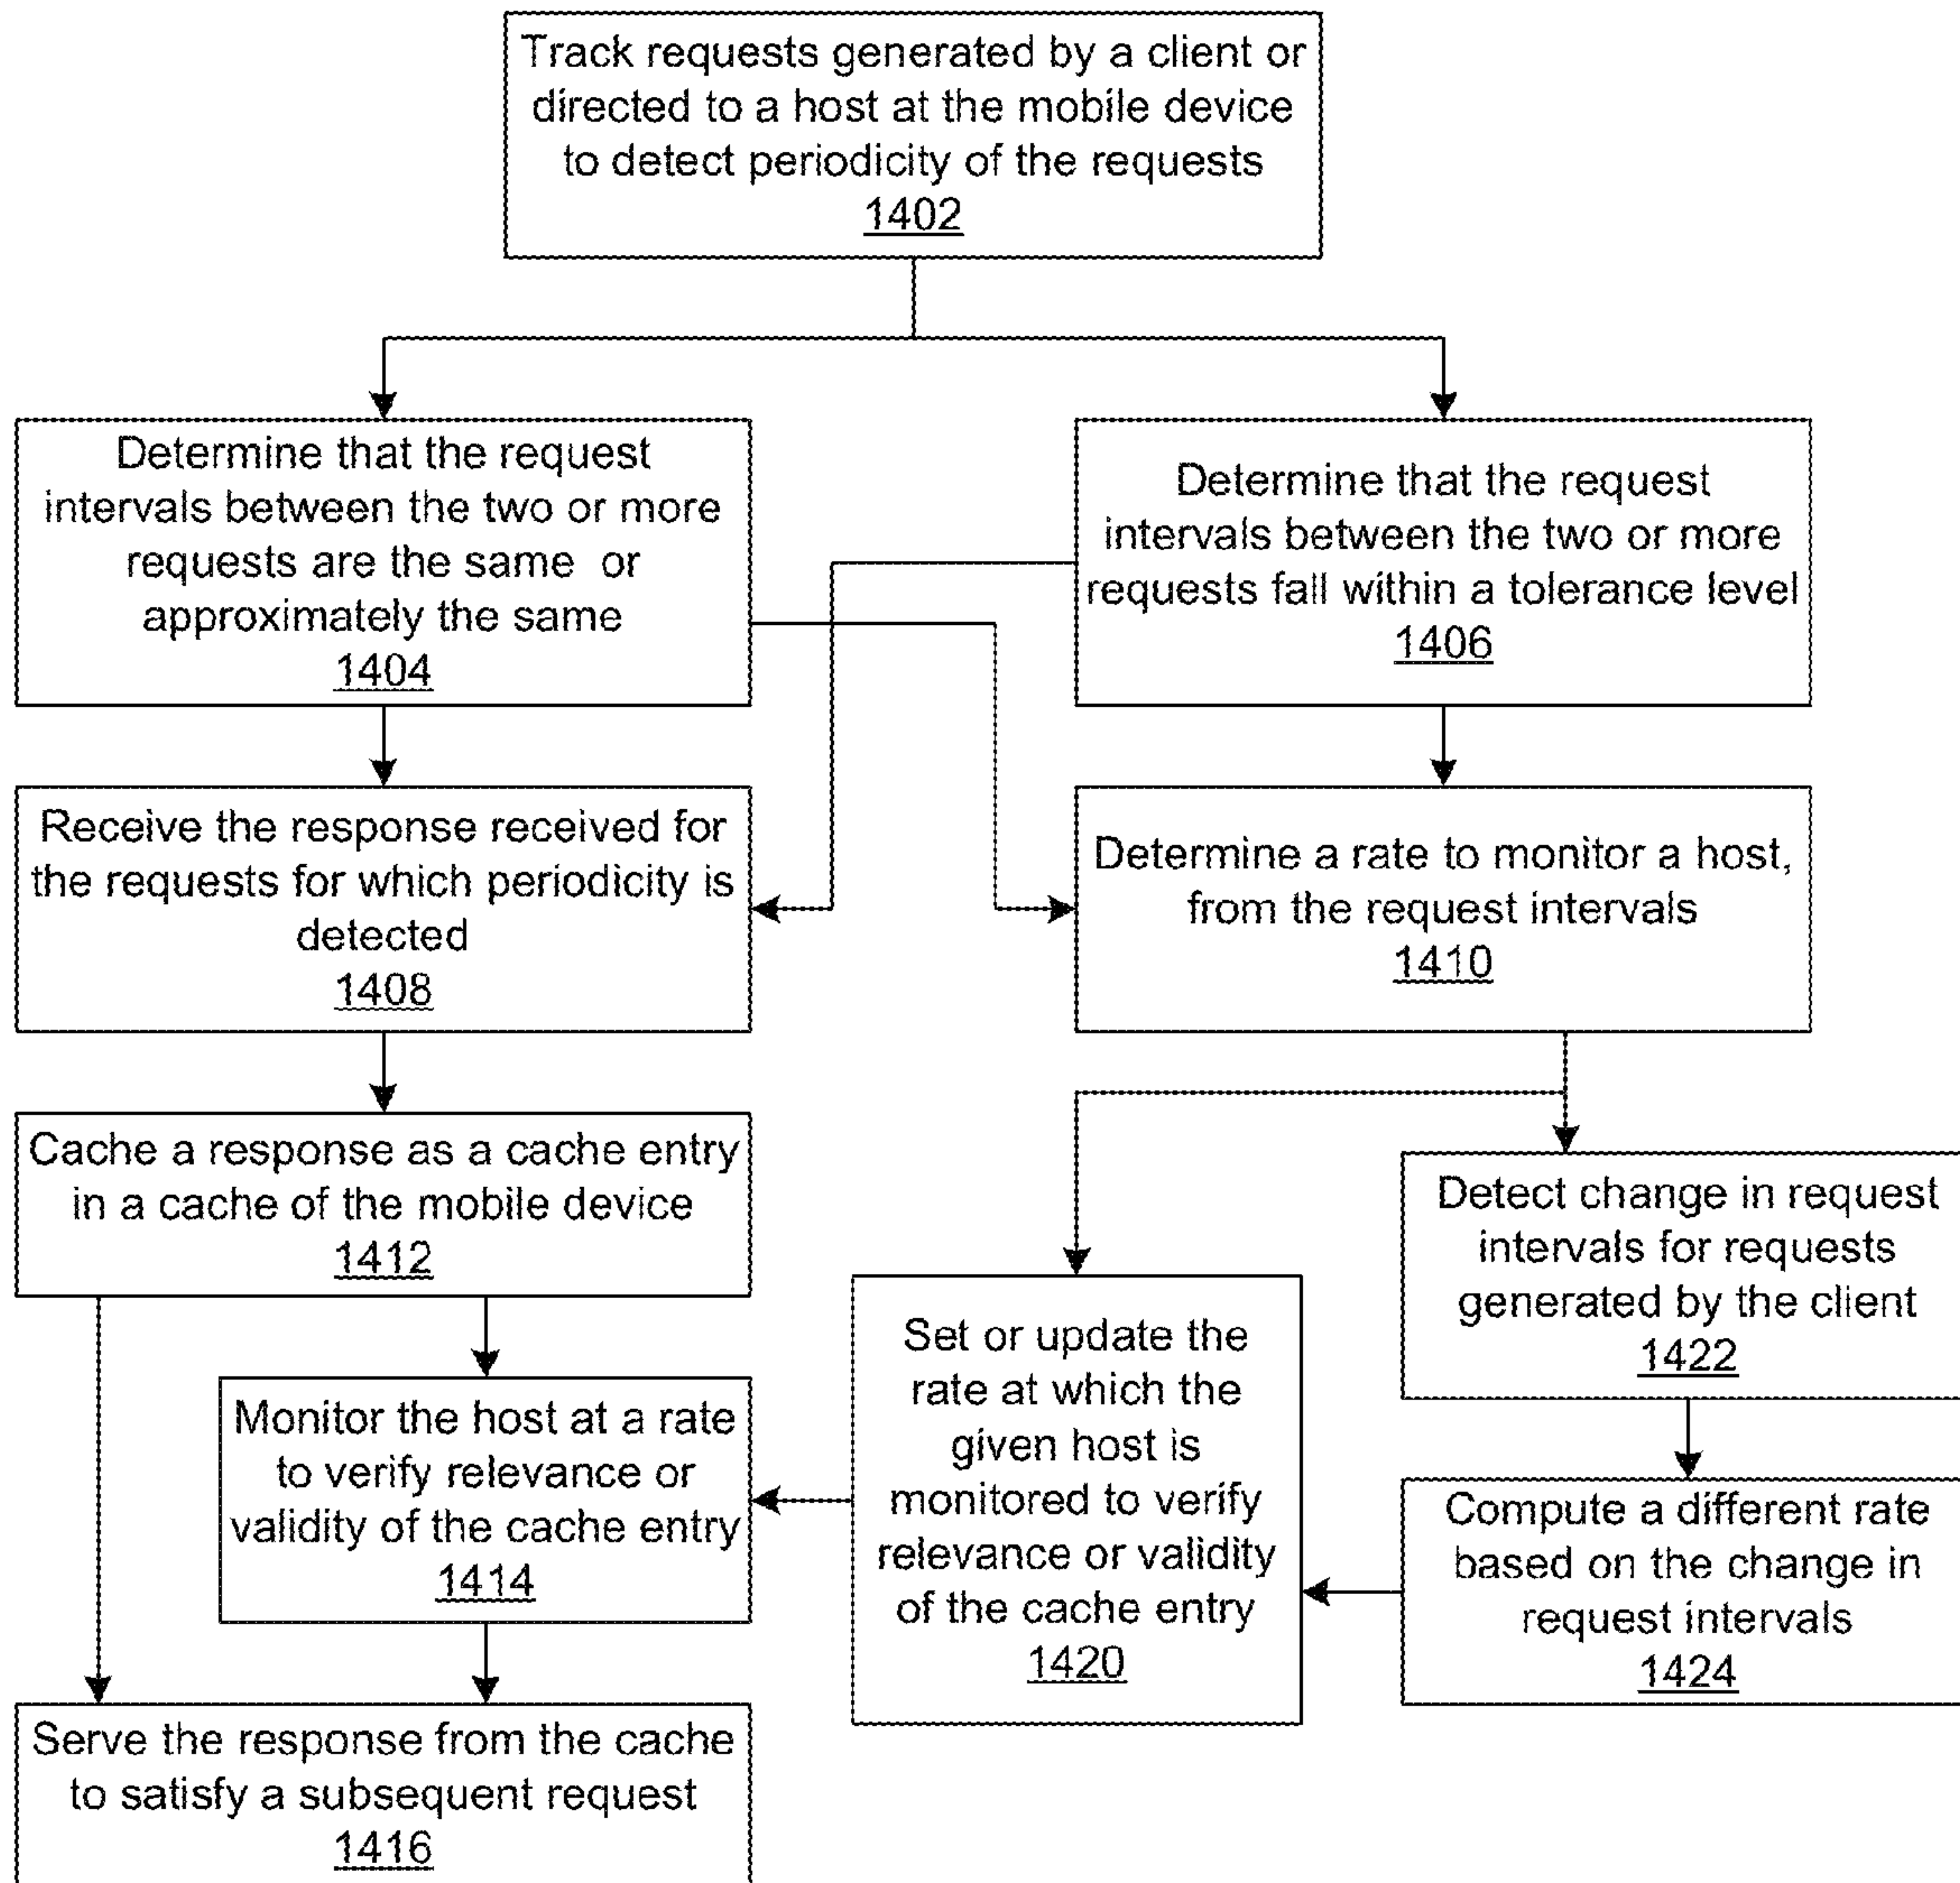 Track requests generated by a client or
directed to a host at the mobile device
to detect periodicity of the requests
1402
Determine that the request
intervals between the two or more
requests are the same or
approximately the same
1404
Determine that the request
intervals between the two or more
requests fall within a tolerance level
1406
Receive the response received for
the requests for which periodicity is
detected
1408
Determine a rate to monitor a host,
from the request intervals
1410
Cache a response as a cache entry
in a cache of the mobile device
1412
Detect change in request
intervals for requests
generated by the client
1422
Set or update the
rate at which the
given host is
monitored to verify
relevance or validity
of the cache entry
1420
Monitor the host at a rate
to verify relevance or
validity of the cache entry
1414
Compute a different rate
based on the change in
request intervals
1424
Serve the response from the cache
to satisfy a subsequent request
1416